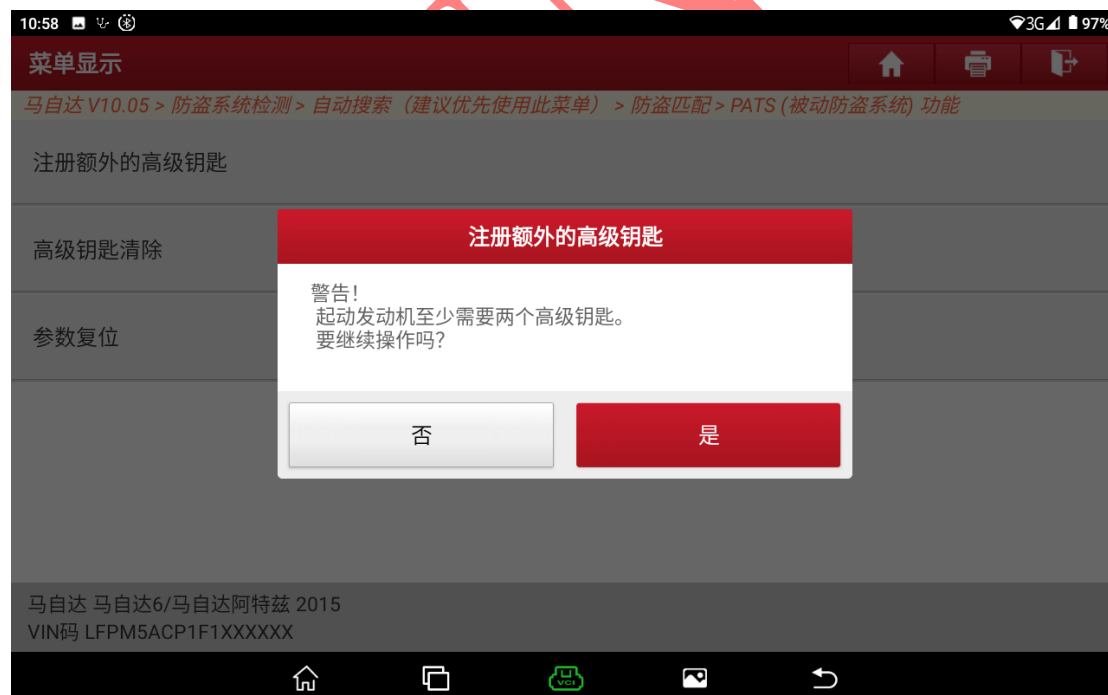 10:58
3G 97%
菜单显示
马自达 V10.05 > 防盗系统检测 > 自动搜索（建议优先使用此菜单） > 防盗匹配 > PATS (被动防盗系统) 功能
注册额外的高级钥匙
高级钥匙清除
参数复位
注册额外的高级钥匙
警告！
起动发动机至少需要两个高级钥匙。
要继续操作吗？
否
是
马自达 马自达6/马自达阿特兹 2015
VIN码 LFPM5ACP1F1XXXXXX
VCI